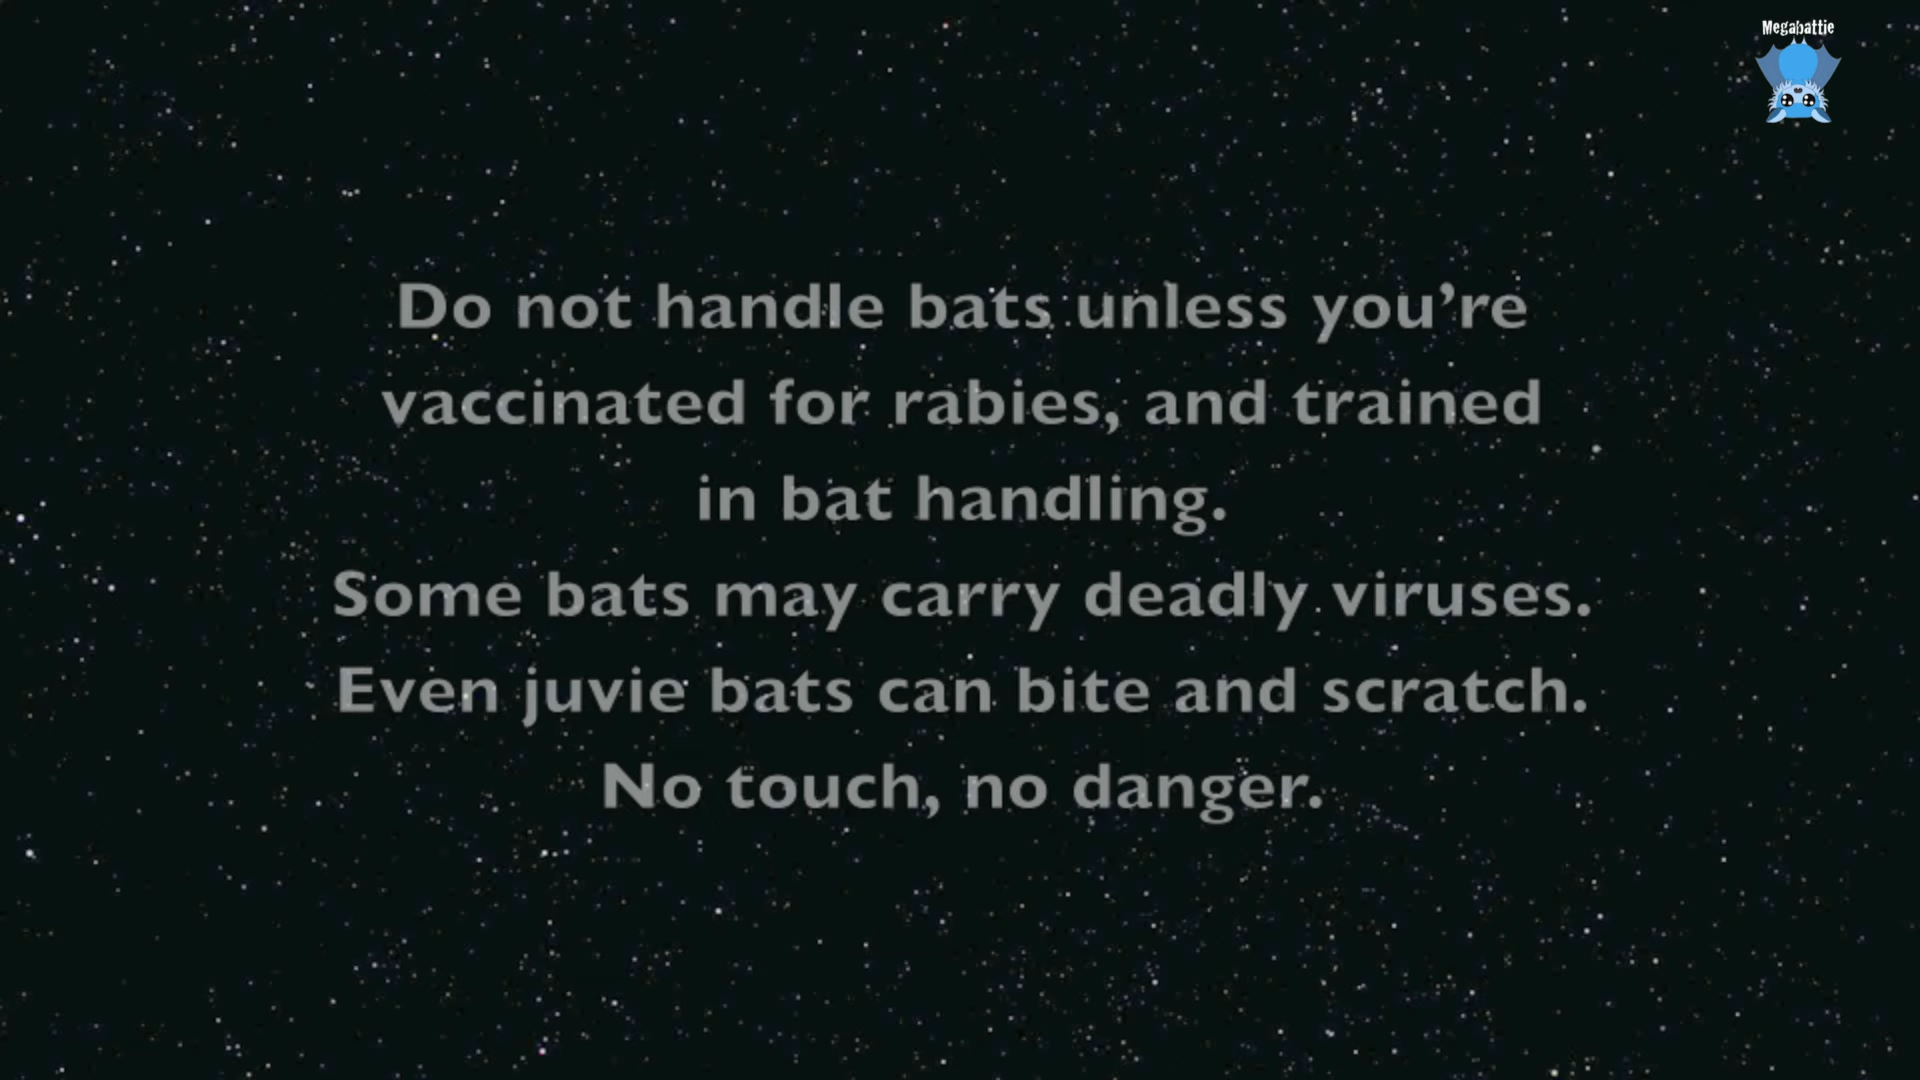 Megabattie
Do not handle bats unless you’re
vaccinated for rabies, and trained
in bat handling.
Some bats may carry deadly viruses.
Even juvie bats can bite and scratch.
No touch, no danger.